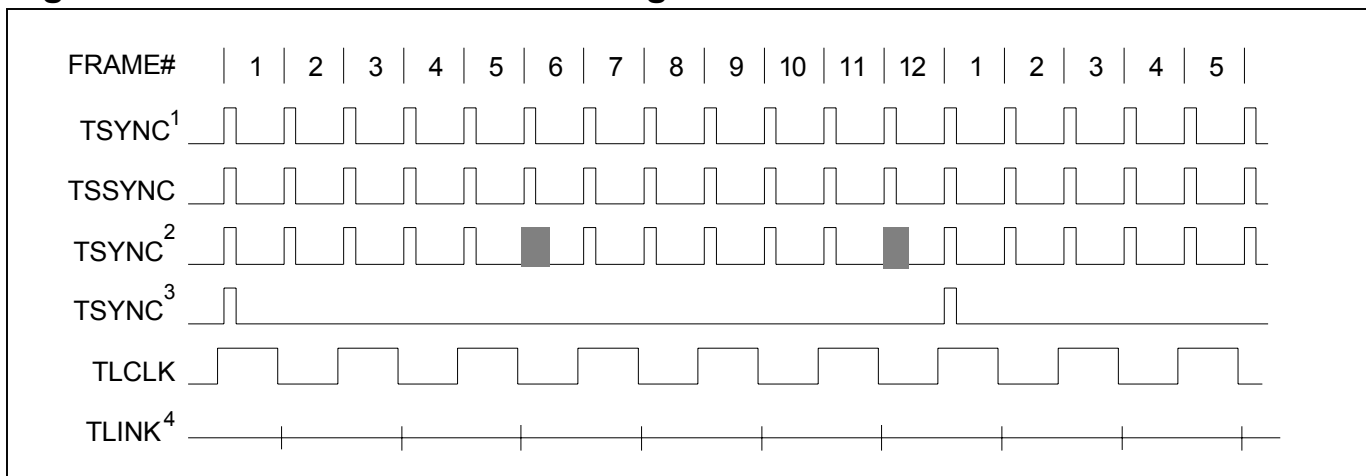 FRAME# 1 2 3 4 5 6 7 8 9 10 11 12 1 2 3 4 5
TSYNC1
TSSYNC
TSYNC2
TSYNC3
TLCLK
TLINK4